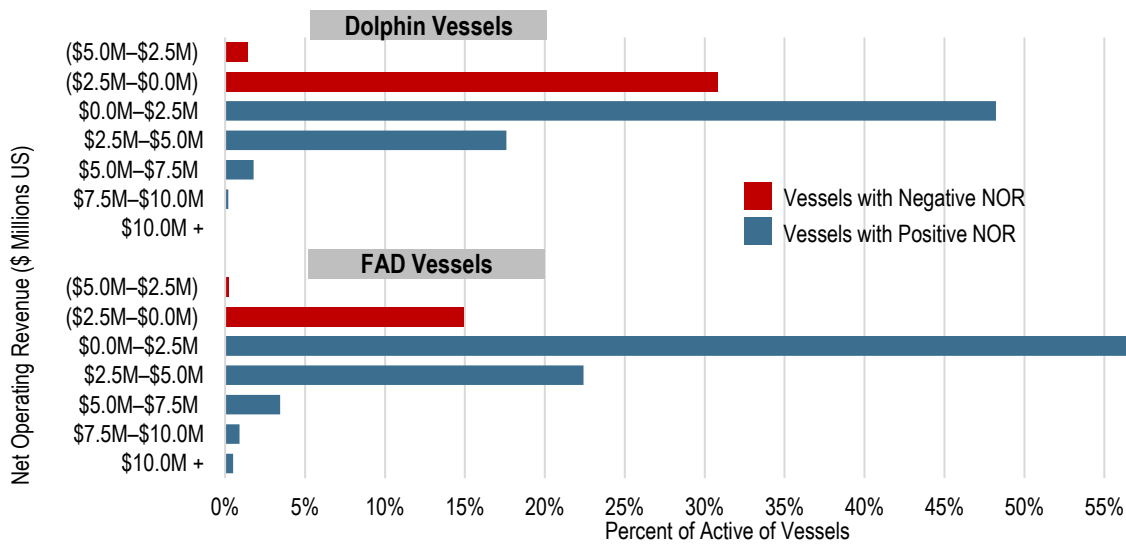 Dolphin Vessels
($5.0M–$2.5M)
($2.5M–$0.0M)
$0.0M–$2.5M
$2.5M–$5.0M
$5.0M–$7.5M
$7.5M–$10.0M
$10.0M +
Vessels with Negative NOR
Vessels with Positive NOR
FAD Vessels
($5.0M–$2.5M)
($2.5M–$0.0M)
$0.0M–$2.5M
$2.5M–$5.0M
$5.0M–$7.5M
$7.5M–$10.0M
$10.0M +
Net Operating Revenue ($ Millions US)
0% 5% 10% 15% 20% 25% 30% 35% 40% 45% 50% 55%
Percent of Active of Vessels